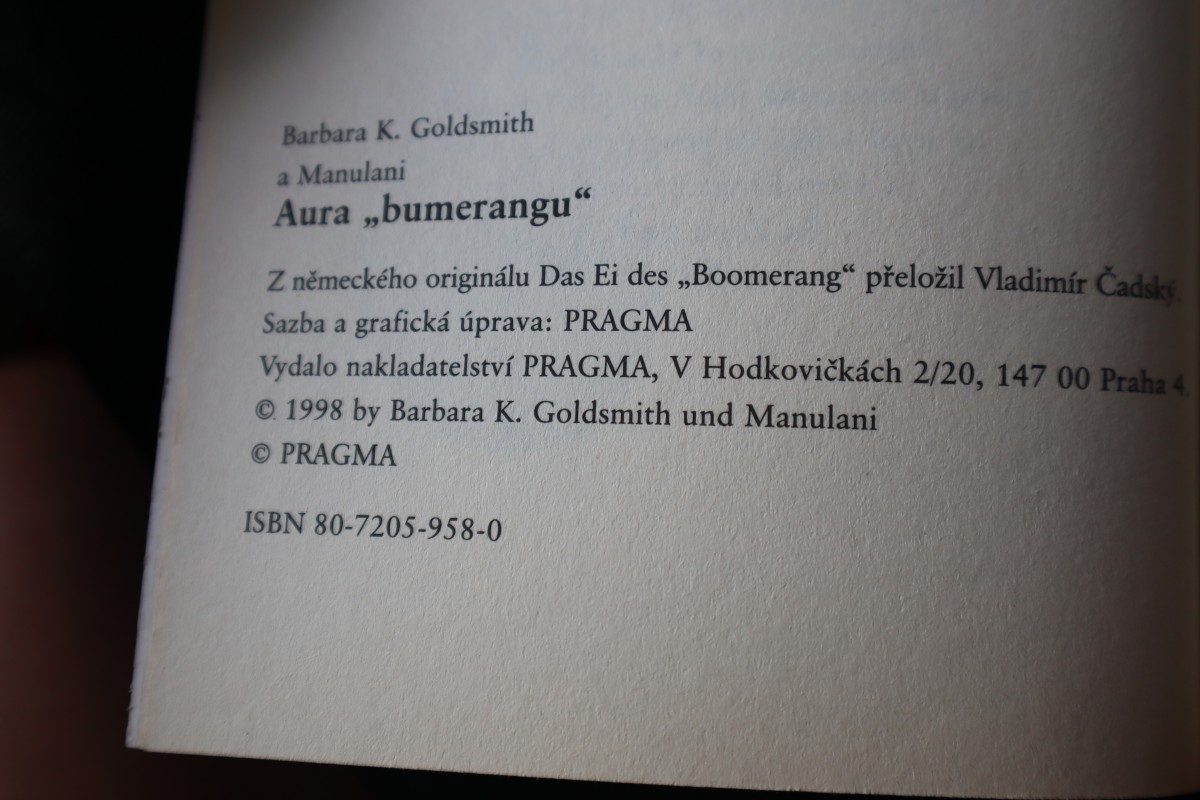 Barbara K. Goldsmith
a Manulani
Aura „bumerangu“
Z německého originálu Das Ei des „Boomerang“ přeložil Vladimír Čadský.
Sazba a grafická úprava: PRAGMA
Vydalo nakladatelství PRAGMA, V Hodkovičkách 2/20, 147 00 Praha 4
© 1998 by Barbara K. Goldsmith und Manulani
© PRAGMA
ISBN 80-7205-958-0